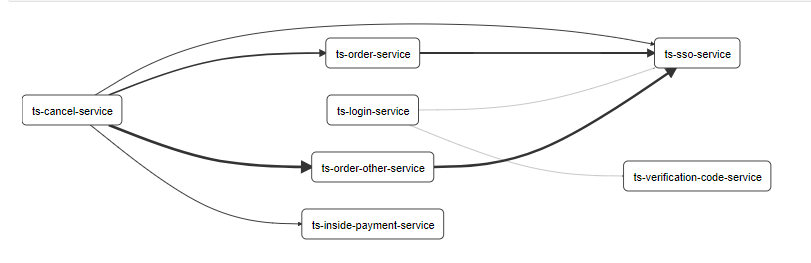 ts-order-service
ts-sso-service
ts-cancel-service
ts-login-service
ts-order-other-service
ts-verification-code-service
ts-inside-payment-service